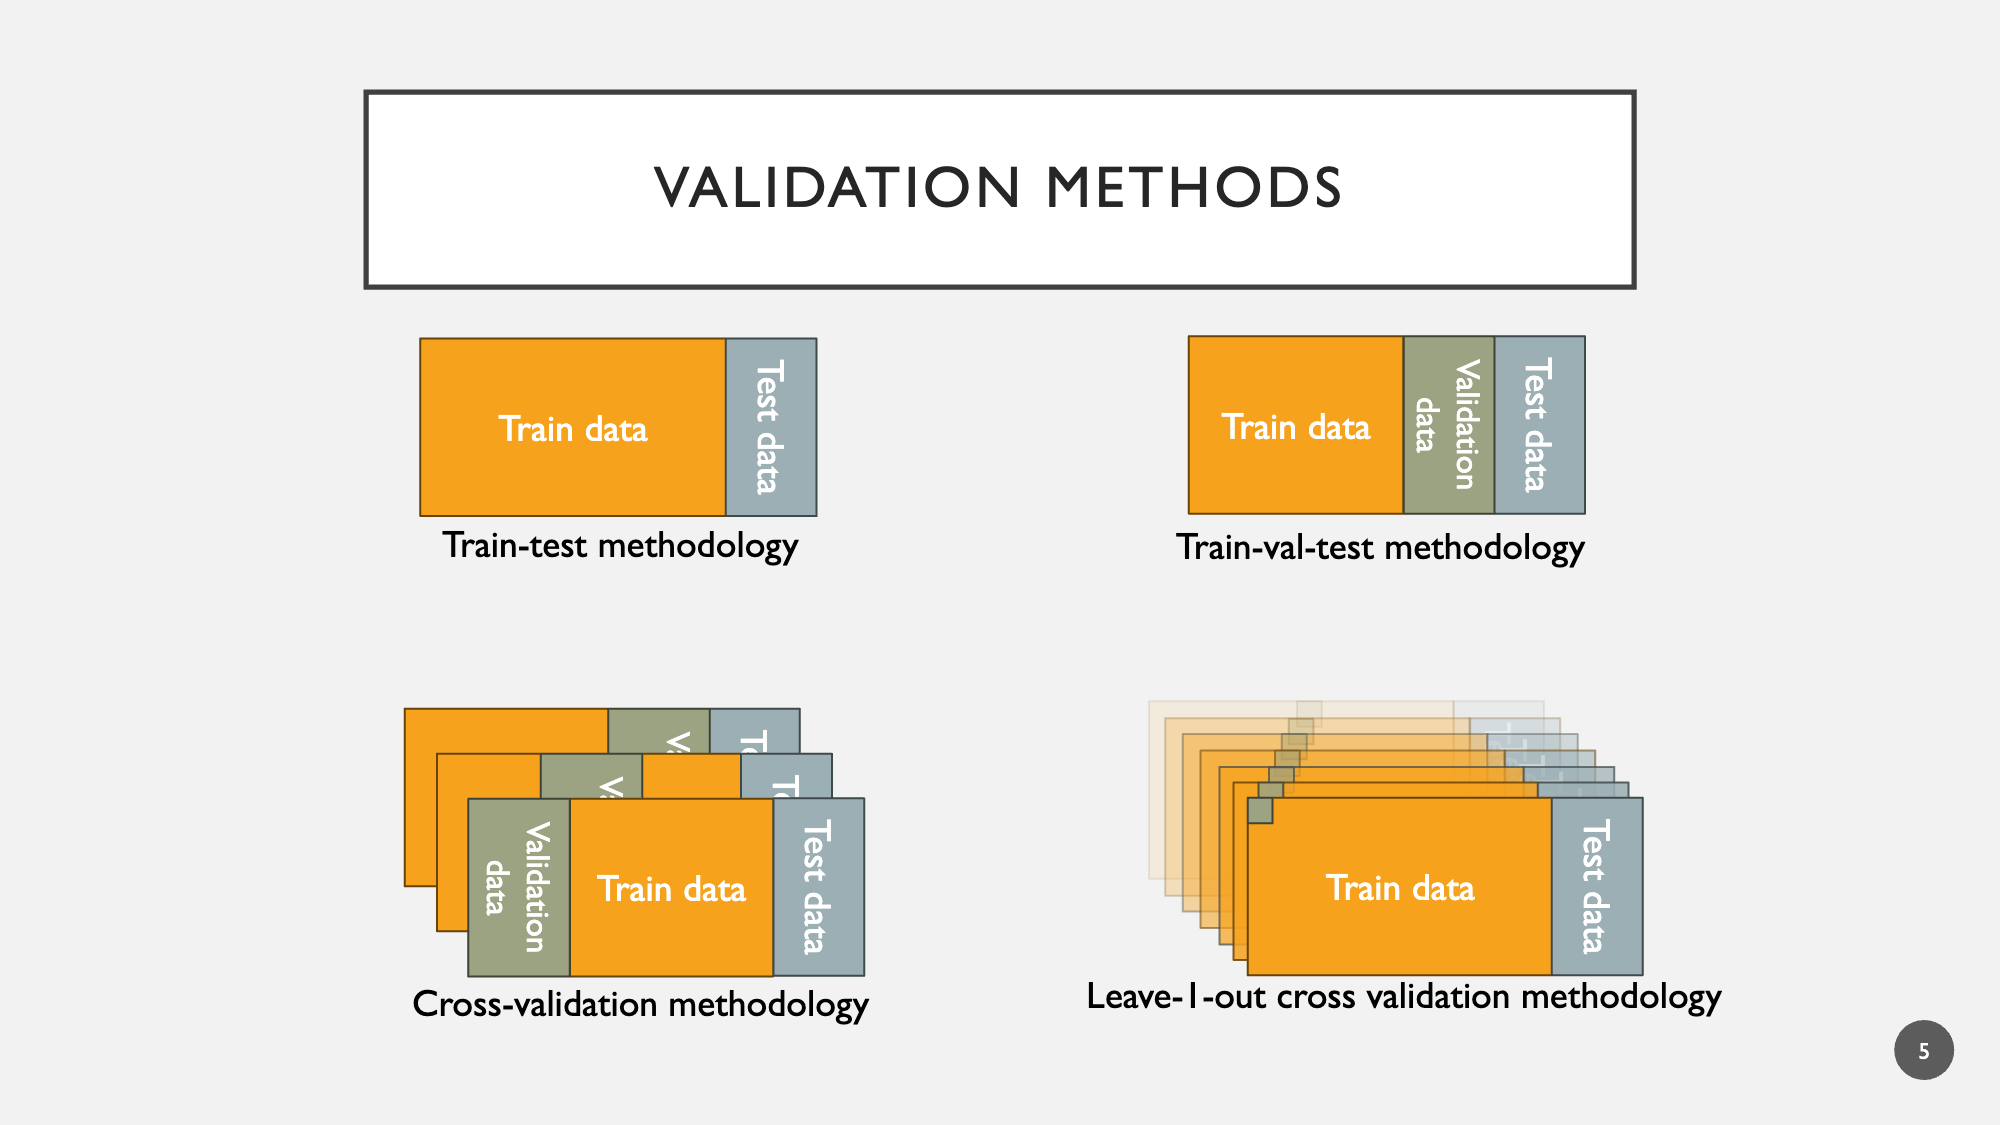 VALIDATION METHODS
Train data
Test data
Train-test methodology
Train data
Validation
data
Test data
Train-val-test methodology
Validation
data
Train data
Test data
Cross-validation methodology
Train data
Test data
Leave-1-out cross validation methodology
5